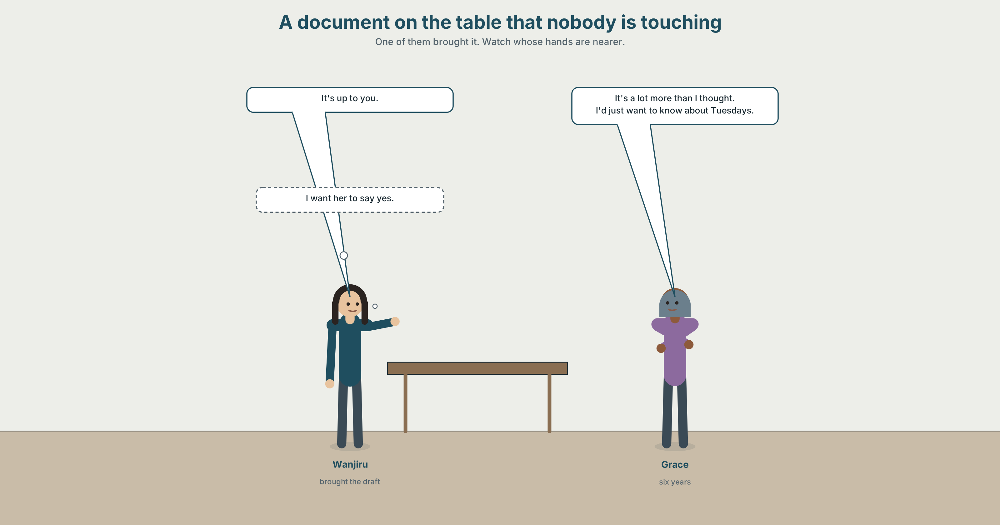 A document on the table that nobody is touching
One of them brought it. Watch whose hands are nearer.
It's up to you.
It's a lot more than I thought.
I'd just want to know about Tuesdays.
I want her to say yes.
Wanjiru
brought the draft
Grace
six years